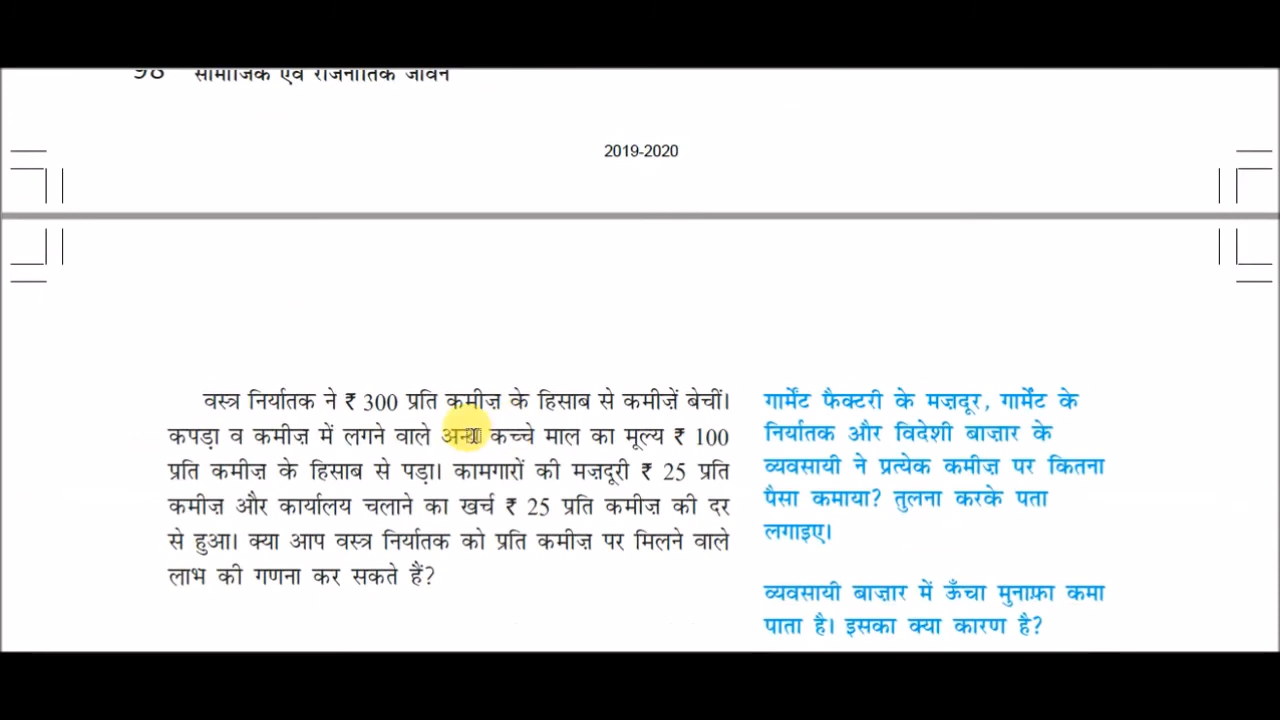 98 सामाजिक एवं राजनीतिक जीवन
2019-2020
वस्त्र निर्यातक ने ₹ 300 प्रति कमीज़ के हिसाब से कमीज़ें बेचीं।
कपड़ा व कमीज़ में लगने वाले अन्य कच्चे माल का मूल्य ₹ 100
प्रति कमीज़ के हिसाब से पड़ा। कामगारों की मज़दूरी ₹ 25 प्रति
कमीज़ और कार्यालय चलाने का खर्च ₹ 25 प्रति कमीज़ की दर
से हुआ। क्या आप वस्त्र निर्यातक को प्रति कमीज़ पर मिलने वाले
लाभ की गणना कर सकते हैं?
गार्मेंट फैक्टरी के मज़दूर, गार्मेंट के
निर्यातक और विदेशी बाज़ार के
व्यवसायी ने प्रत्येक कमीज़ पर कितना
पैसा कमाया? तुलना करके पता
लगाइए।
व्यवसायी बाज़ार में ऊँचा मुनाफ़ा कमा
पाता है। इसका क्या कारण है?